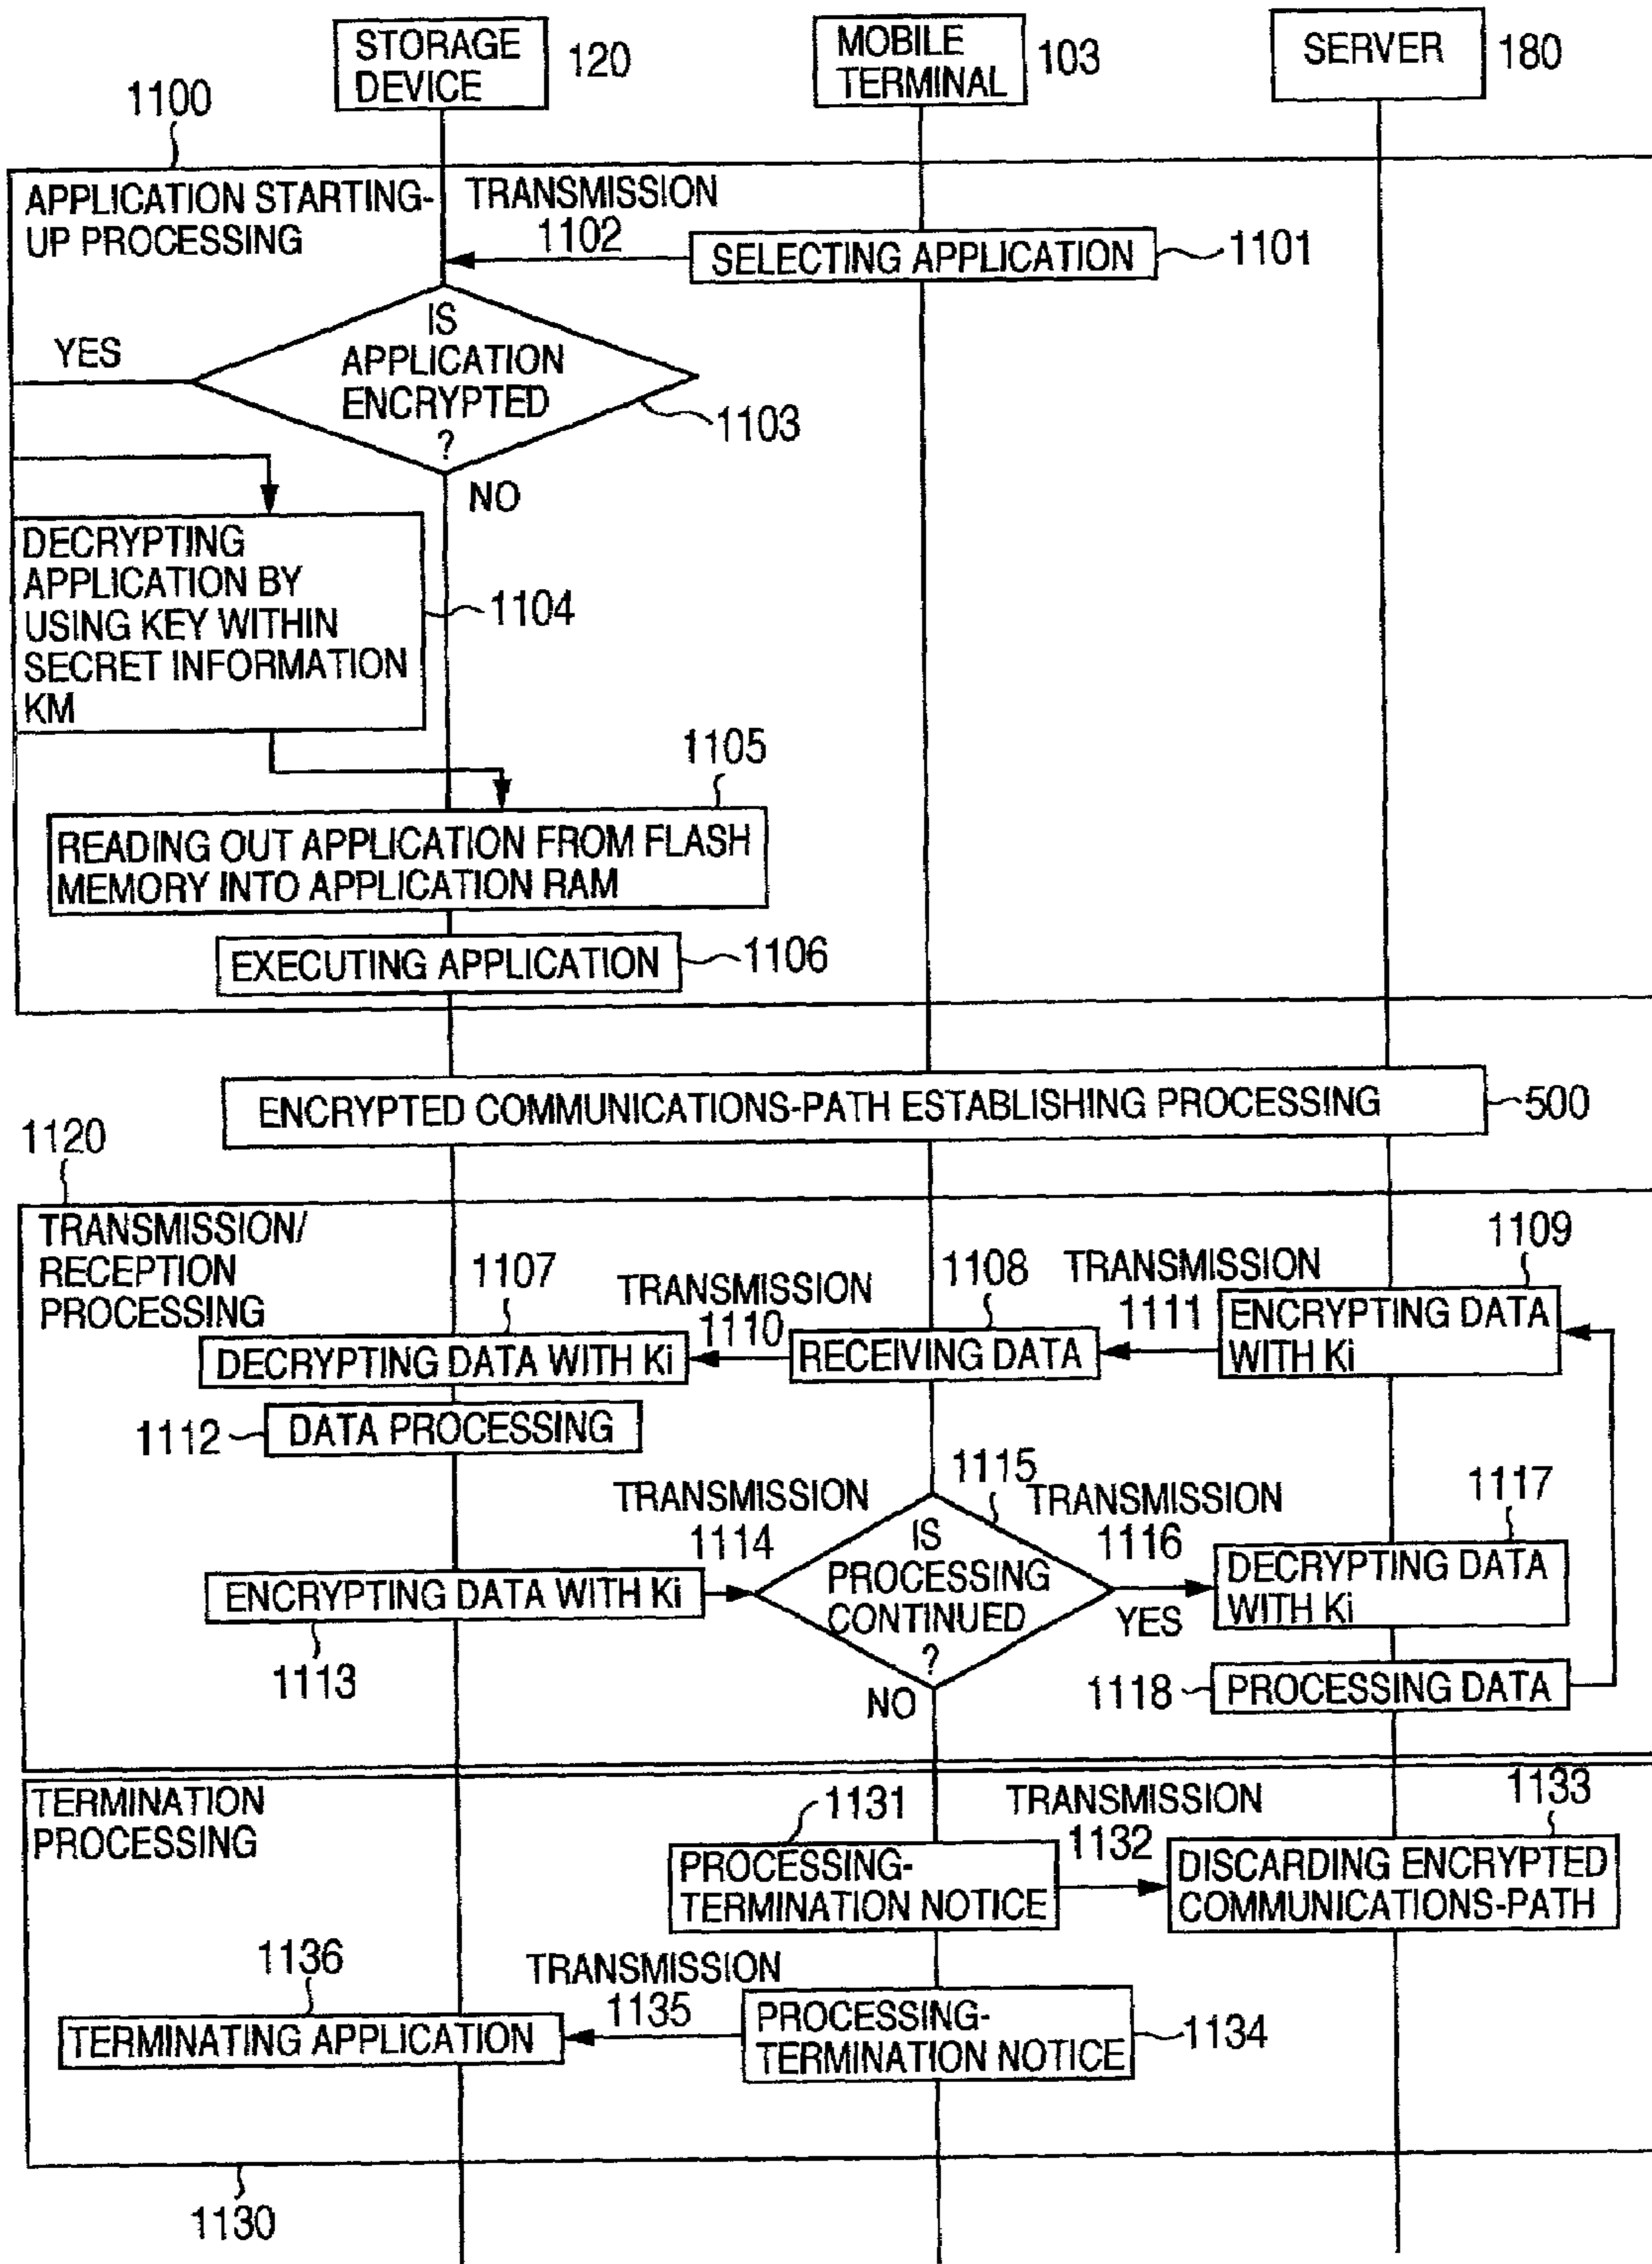 STORAGE
DEVICE
120
MOBILE
TERMINAL
103
SERVER
180
1100
APPLICATION STARTING-
UP PROCESSING
TRANSMISSION
1102
SELECTING APPLICATION
1101
IS
APPLICATION
ENCRYPTED
?
YES
1103
NO
DECRYPTING
APPLICATION BY
USING KEY WITHIN
SECRET INFORMATION
KM
1104
1105
READING OUT APPLICATION FROM FLASH
MEMORY INTO APPLICATION RAM
EXECUTING APPLICATION
1106
ENCRYPTED COMMUNICATIONS-PATH ESTABLISHING PROCESSING
500
1120
TRANSMISSION/
RECEPTION
PROCESSING
1107
TRANSMISSION
1110
1108
TRANSMISSION
1111
1109
DECRYPTING DATA WITH Ki
RECEIVING DATA
ENCRYPTING DATA
WITH Ki
1112
DATA PROCESSING
TRANSMISSION
1114
1115
TRANSMISSION
1116
1117
ENCRYPTING DATA WITH Ki
1113
IS
PROCESSING
CONTINUED
?
YES
NO
DECRYPTING DATA
WITH Ki
1118
PROCESSING DATA
TERMINATION
PROCESSING
1131
TRANSMISSION
1132
1133
PROCESSING-
TERMINATION NOTICE
DISCARDING ENCRYPTED
COMMUNICATIONS-PATH
1136
TRANSMISSION
1135
TERMINATING APPLICATION
PROCESSING-
TERMINATION NOTICE
1134
1130